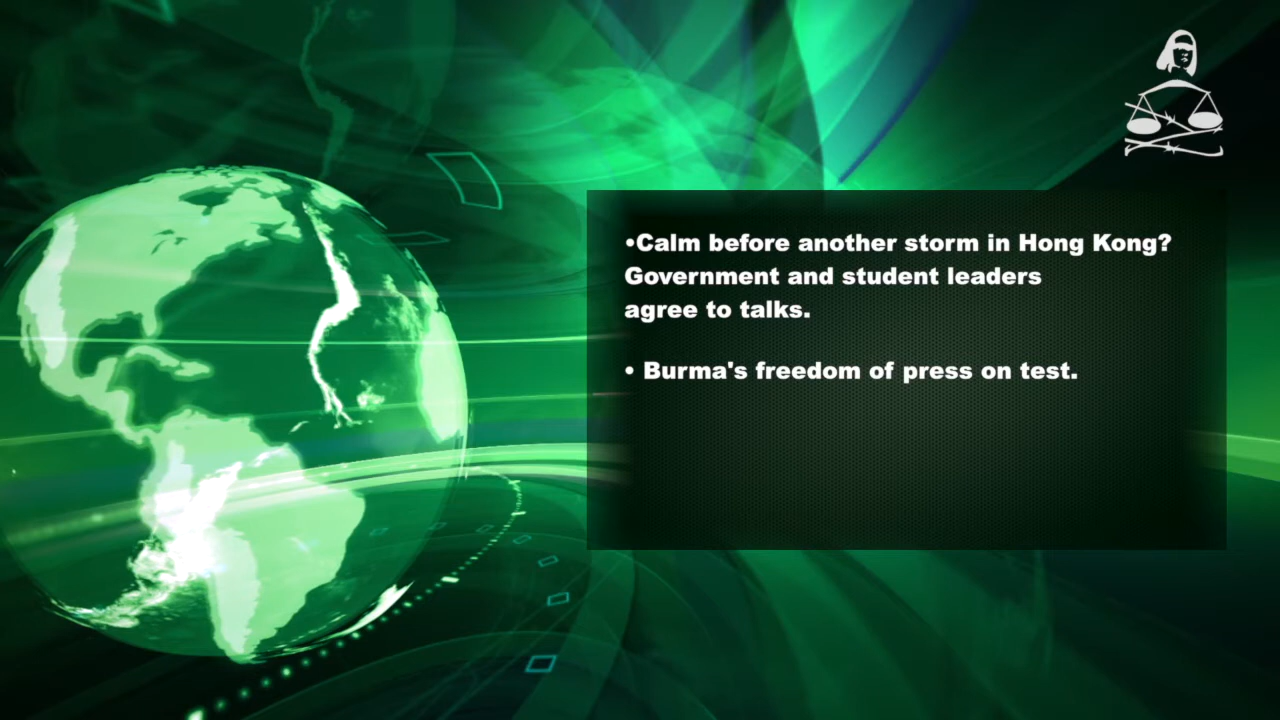 •Calm before another storm in Hong Kong?
Government and student leaders
agree to talks.
• Burma's freedom of press on test.